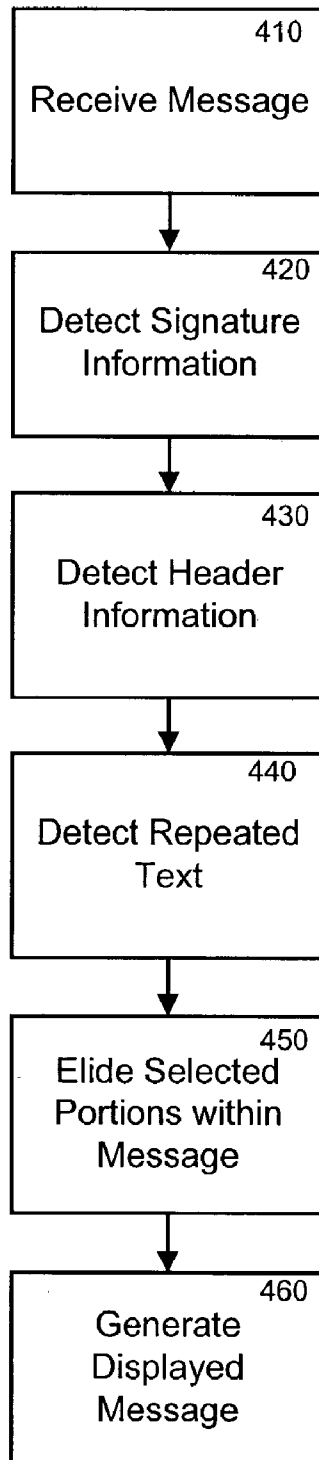 410
Receive Message
420
Detect Signature
Information
430
Detect Header
Information
440
Detect Repeated
Text
450
Elide Selected
Portions within
Message
460
Generate
Displayed
Message